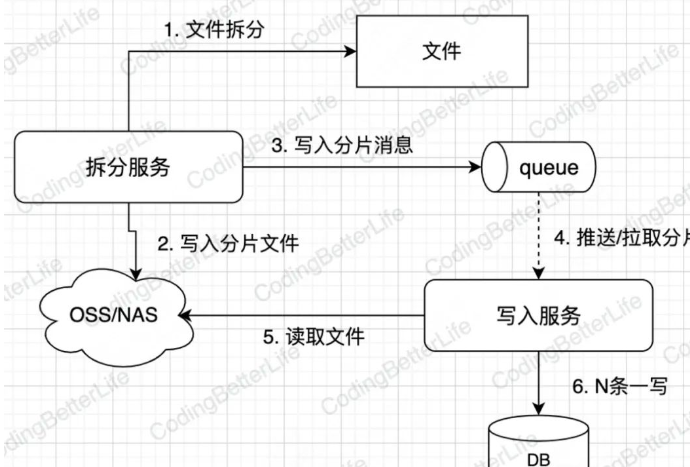 1. 文件拆分
文件
拆分服务
3. 写入分片消息
queue
2. 写入分片文件
4. 推送/拉取分片
OSS/NAS
写入服务
5. 读取文件
6. N条一写
DB
CodingBetterLife